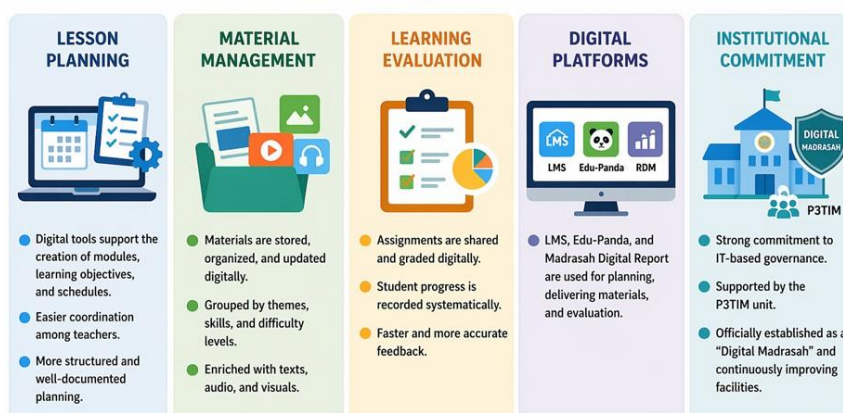 LESSON
PLANNING
Digital tools support the
creation of modules,
learning objectives,
and schedules.
Easier coordination
among teachers.
More structured and
well-documented
planning.
MATERIAL
MANAGEMENT
Materials are stored,
organized, and updated
digitally.
Grouped by themes,
skills, and difficulty
levels.
Enriched with texts,
audio, and visuals.
LEARNING
EVALUATION
Assignments are shared
and graded digitally.
Student progress is
recorded systematically.
Faster and more accurate
feedback.
DIGITAL
PLATFORMS
LMS
LMS Edu-Panda RDM
LMS, Edu-Panda, and
Madrasah Digital Report
are used for planning,
delivering materials,
and evaluation.
INSTITUTIONAL
COMMITMENT
DIGITAL
MADRASAH
P3TIM
Strong commitment to
IT-based governance.
Supported by the
P3TIM unit.
Officially established as a
“Digital Madrasah” and
continuously improving
facilities.